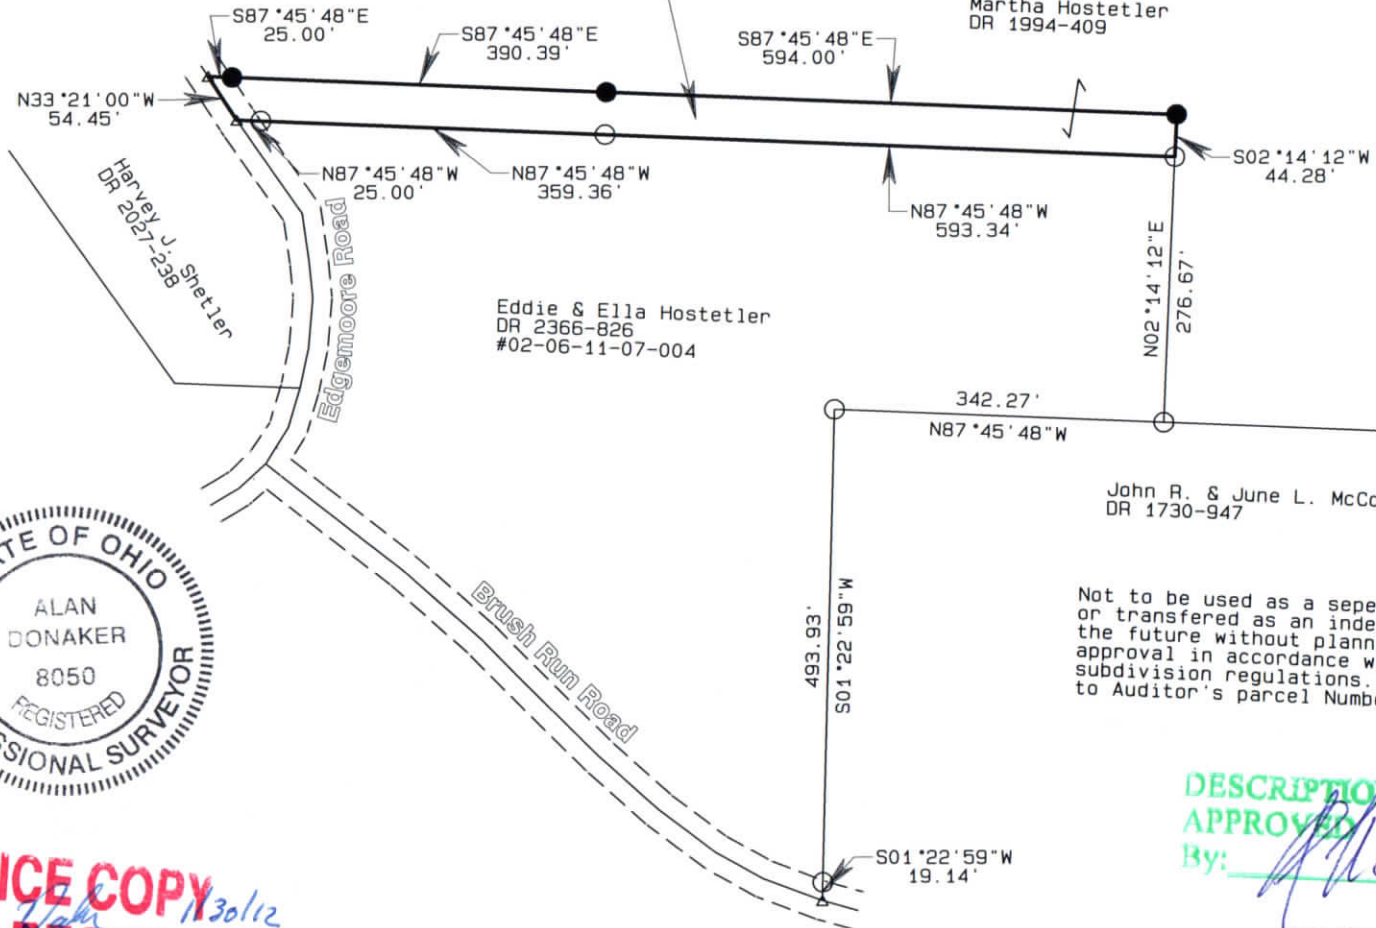 Martha Hostetler
DR 1994-409
S87°45'48"E
25.00'
S87°45'48"E
390.39'
S87°45'48"E
594.00'
N33°21'00"W
54.45'
N87°45'48"W
25.00'
N87°45'48"W
359.36'
N87°45'48"W
593.34'
S02°14'12"W
44.28'
Harvey J. Shetler
DR 2027-238
Edgemoore Road
Eddie & Ella Hostetler
DR 2366-826
#02-06-11-07-004
N02°14'12"E
276.67'
342.27'
N87°45'48"W
John R. & June L. McCo
DR 1730-947
493.93'
S01°22'59"W
Brush Run Road
Not to be used as a sepe
or transfered as an inde
the future without plann
approval in accordance w
subdivision regulations.
to Auditor's parcel Numbe
S01°22'59"W
19.14'
TE OF OHIO
ALAN
DONAKER
8050
REGISTERED
SSIONAL SURVEYOR
DESCRIPTIO
APPROVED
By:
ICE COPY
1/30/12